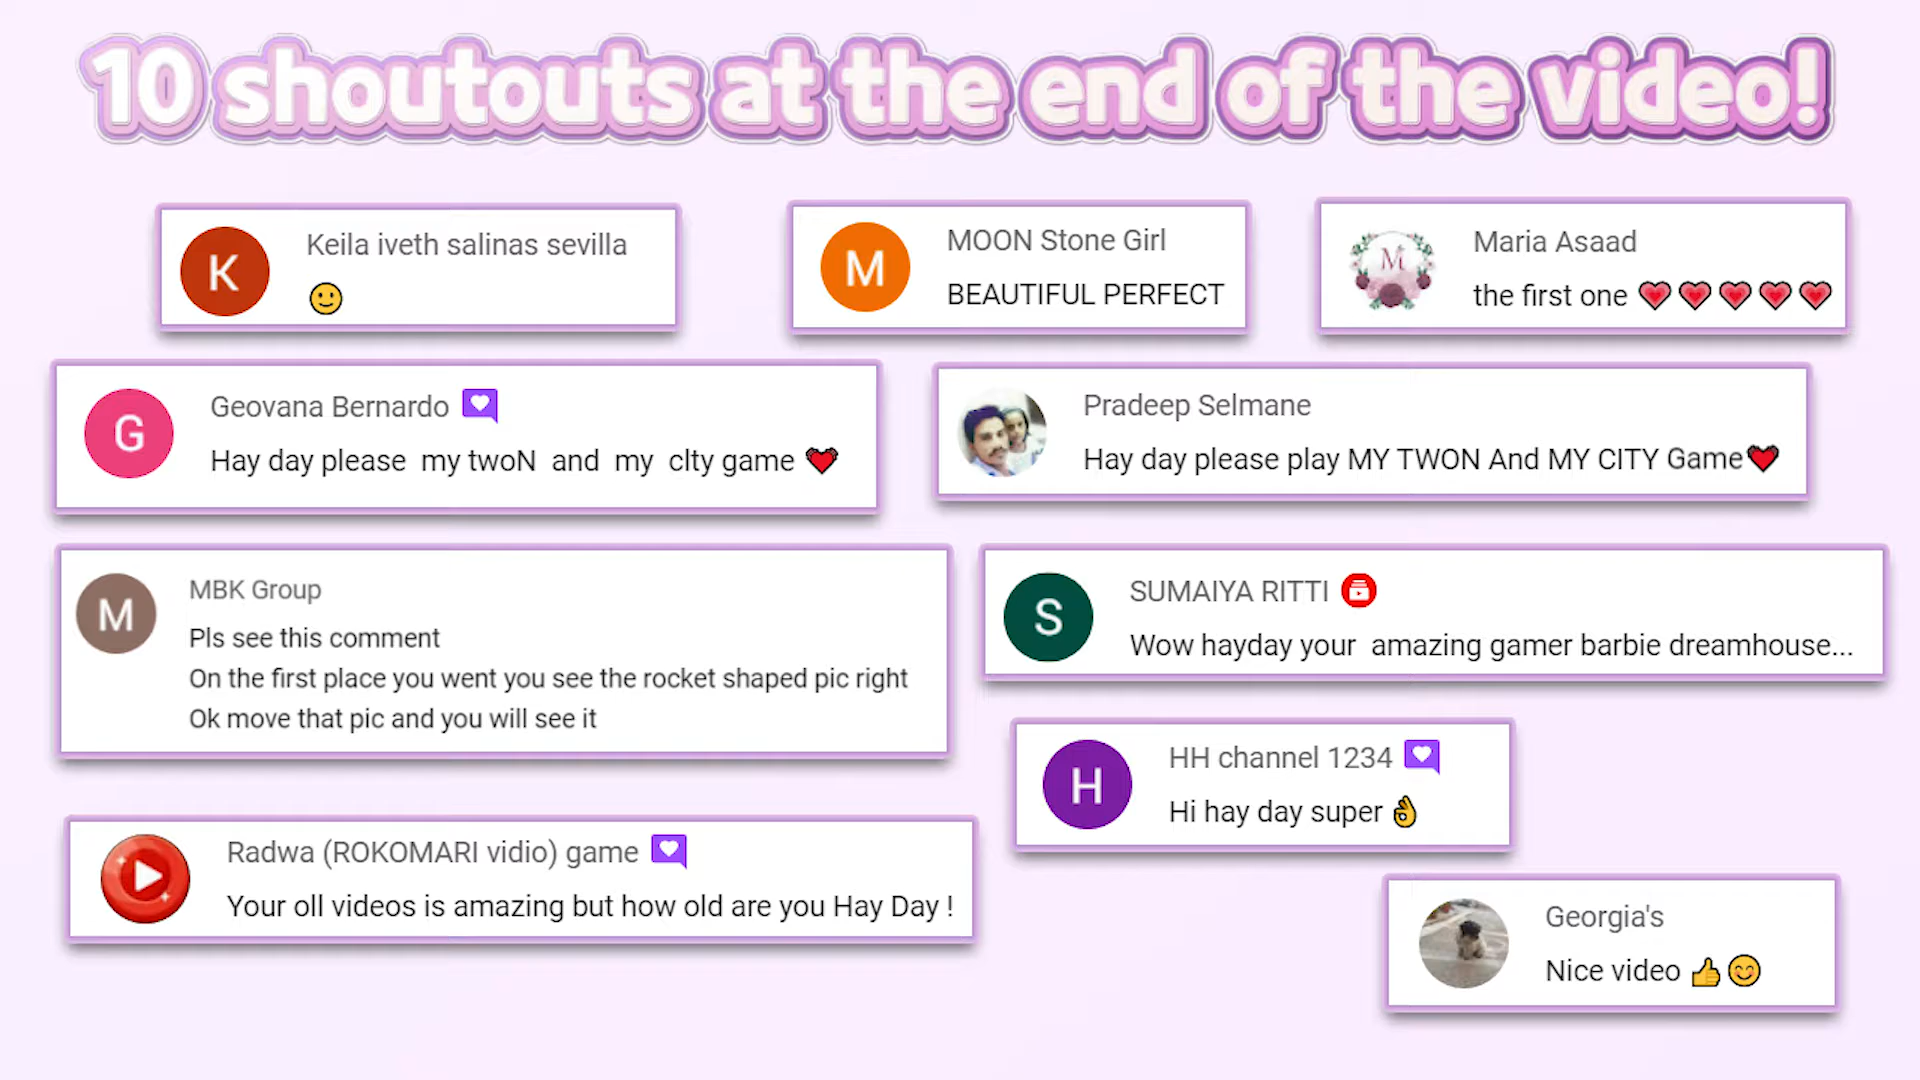 10 shoutouts at the end of the video!
K
Keila iveth salinas sevilla
🙂
M
MOON Stone Girl
BEAUTIFUL PERFECT
M
Maria Asaad
the first one ❤️❤️❤️❤️❤️
G
Geovana Bernardo
Hay day please  my twoN  and  my  clty game ❤️
Pradeep Selmane
Hay day please play MY TWON And MY CITY Game❤️
M
MBK Group
Pls see this comment
On the first place you went you see the rocket shaped pic right
Ok move that pic and you will see it
S
SUMAIYA RITTI
Wow hayday your  amazing gamer barbie dreamhouse...
H
HH channel 1234
Hi hay day super 👌
Radwa (ROKOMARI vidio) game
Your oll videos is amazing but how old are you Hay Day !
Georgia's
Nice video 👍😊